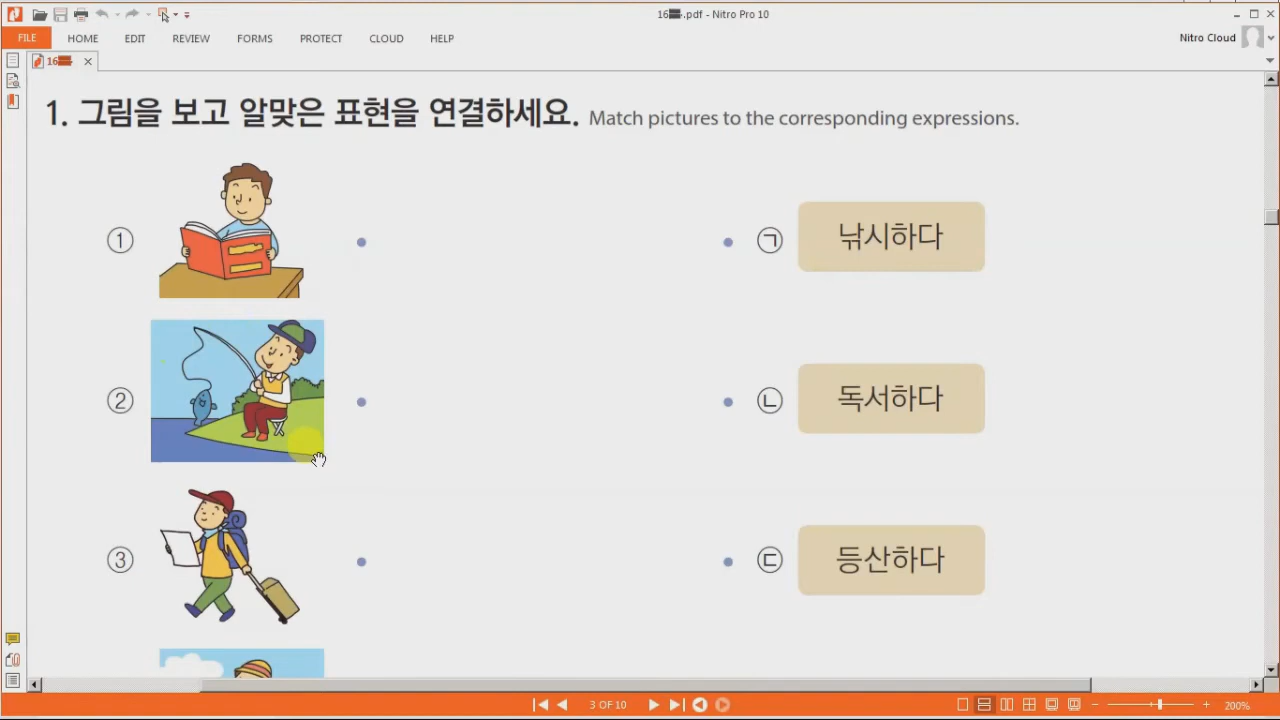 16 .pdf - Nitro Pro 10
FILE HOME EDIT REVIEW FORMS PROTECT CLOUD HELP
Nitro Cloud
16
1. 그림을 보고 알맞은 표현을 연결하세요. Match pictures to the corresponding expressions.
① ㉠ 낚시하다
② ㉡ 독서하다
③ ㉢ 등산하다
3 OF 10
200%